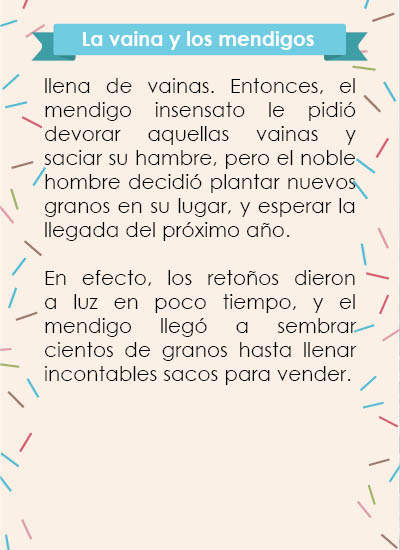 La vaina y los mendigos
llena de vainas. Entonces, el
mendigo insensato le pidió
devorar aquellas vainas y
saciar su hambre, pero el noble
hombre decidió plantar nuevos
granos en su lugar, y esperar la
llegada del próximo año.
En efecto, los retoños dieron
a luz en poco tiempo, y el
mendigo llegó a sembrar
cientos de granos hasta llenar
incontables sacos para vender.